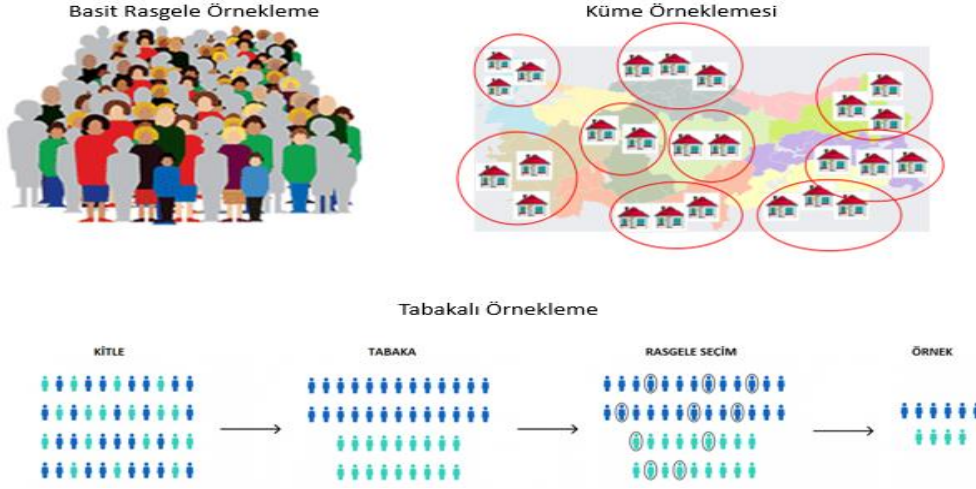 Basit Rasgele Örnekleme
Küme Örneklemesi
Tabakalı Örnekleme
KİTLE
TABAKA
RASGELE SEÇİM
ÖRNEK